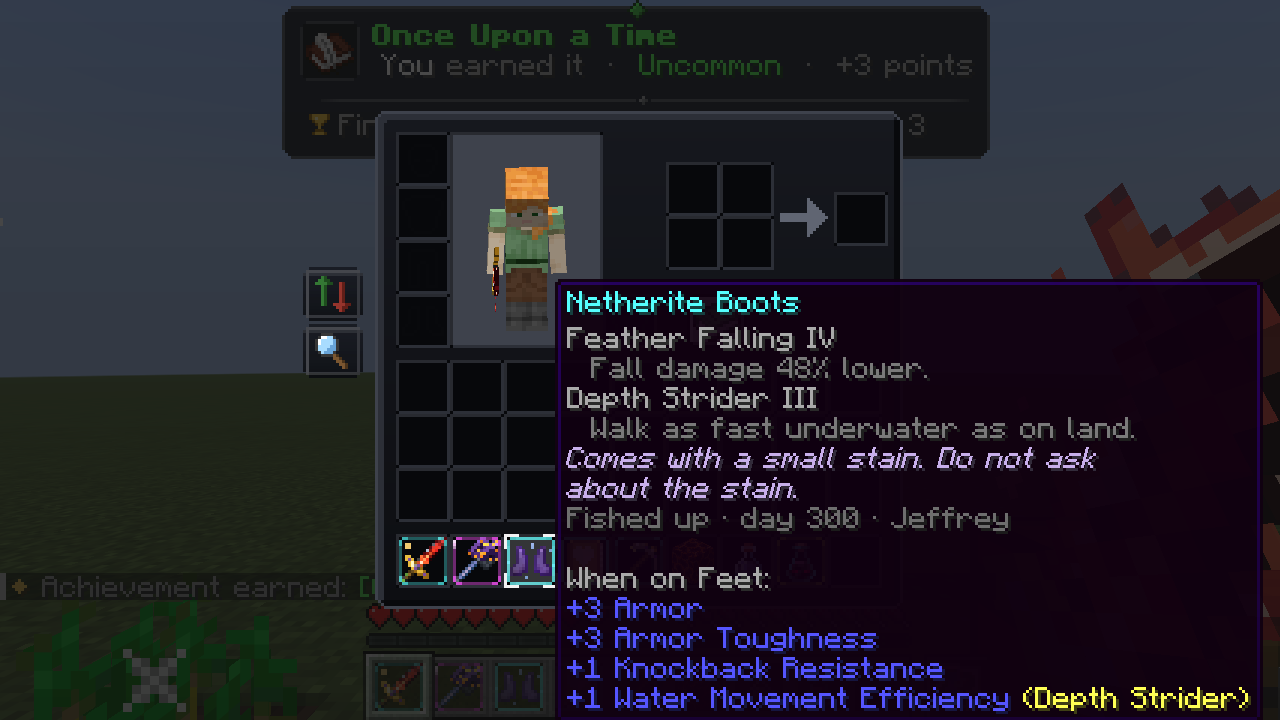 Once Upon a Time
You earned it · Uncommon · +3 points
Fir 3
Netherite Boots
Feather Falling IV
Fall damage 48% lower.
Depth Strider III
Walk as fast underwater as on land.
Comes with a small stain. Do not ask
about the stain.
Fished up · day 300 · Jeffrey
Achievement earned: [
When on Feet:
+3 Armor
+3 Armor Toughness
+1 Knockback Resistance
+1 Water Movement Efficiency (Depth Strider)